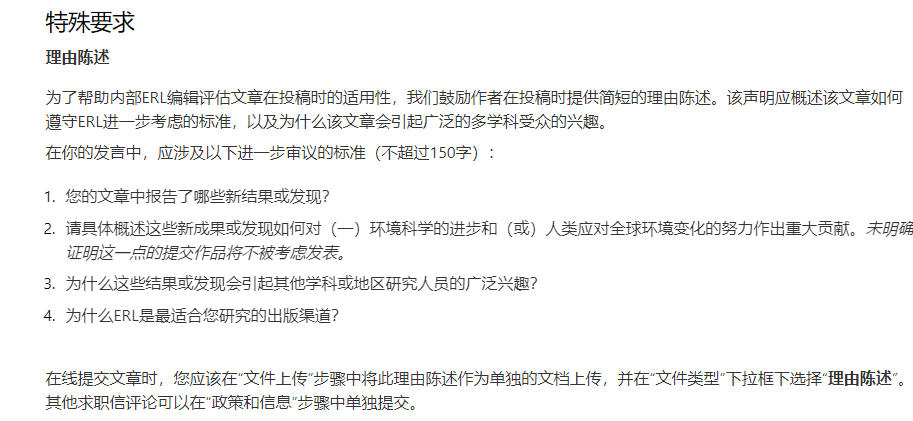 特殊要求
理由陈述
为了帮助内部ERL编辑评估文章在投稿时的适用性，我们鼓励作者在投稿时提供简短的理由陈述。该声明应概述该文章如何
遵守ERL进一步考虑的标准，以及为什么该文章会引起广泛的多学科受众的兴趣。
在你的发言中，应涉及以下进一步审议的标准（不超过150字）：
1. 您的文章中报告了哪些新结果或发现？
2. 请具体概述这些新成果或发现如何对（一）环境科学的进步和（或）人类应对全球环境变化的努力作出重大贡献。未明确
证明这一点的提交作品将不被考虑发表。
3. 为什么这些结果或发现会引起其他学科或地区研究人员的广泛兴趣？
4. 为什么ERL是最适合您研究的出版渠道？
在线提交文章时，您应该在“文件上传”步骤中将此理由陈述作为单独的文档上传，并在“文件类型”下拉框下选择“理由陈述”。
其他求职信评论可以在“政策和信息”步骤中单独提交。